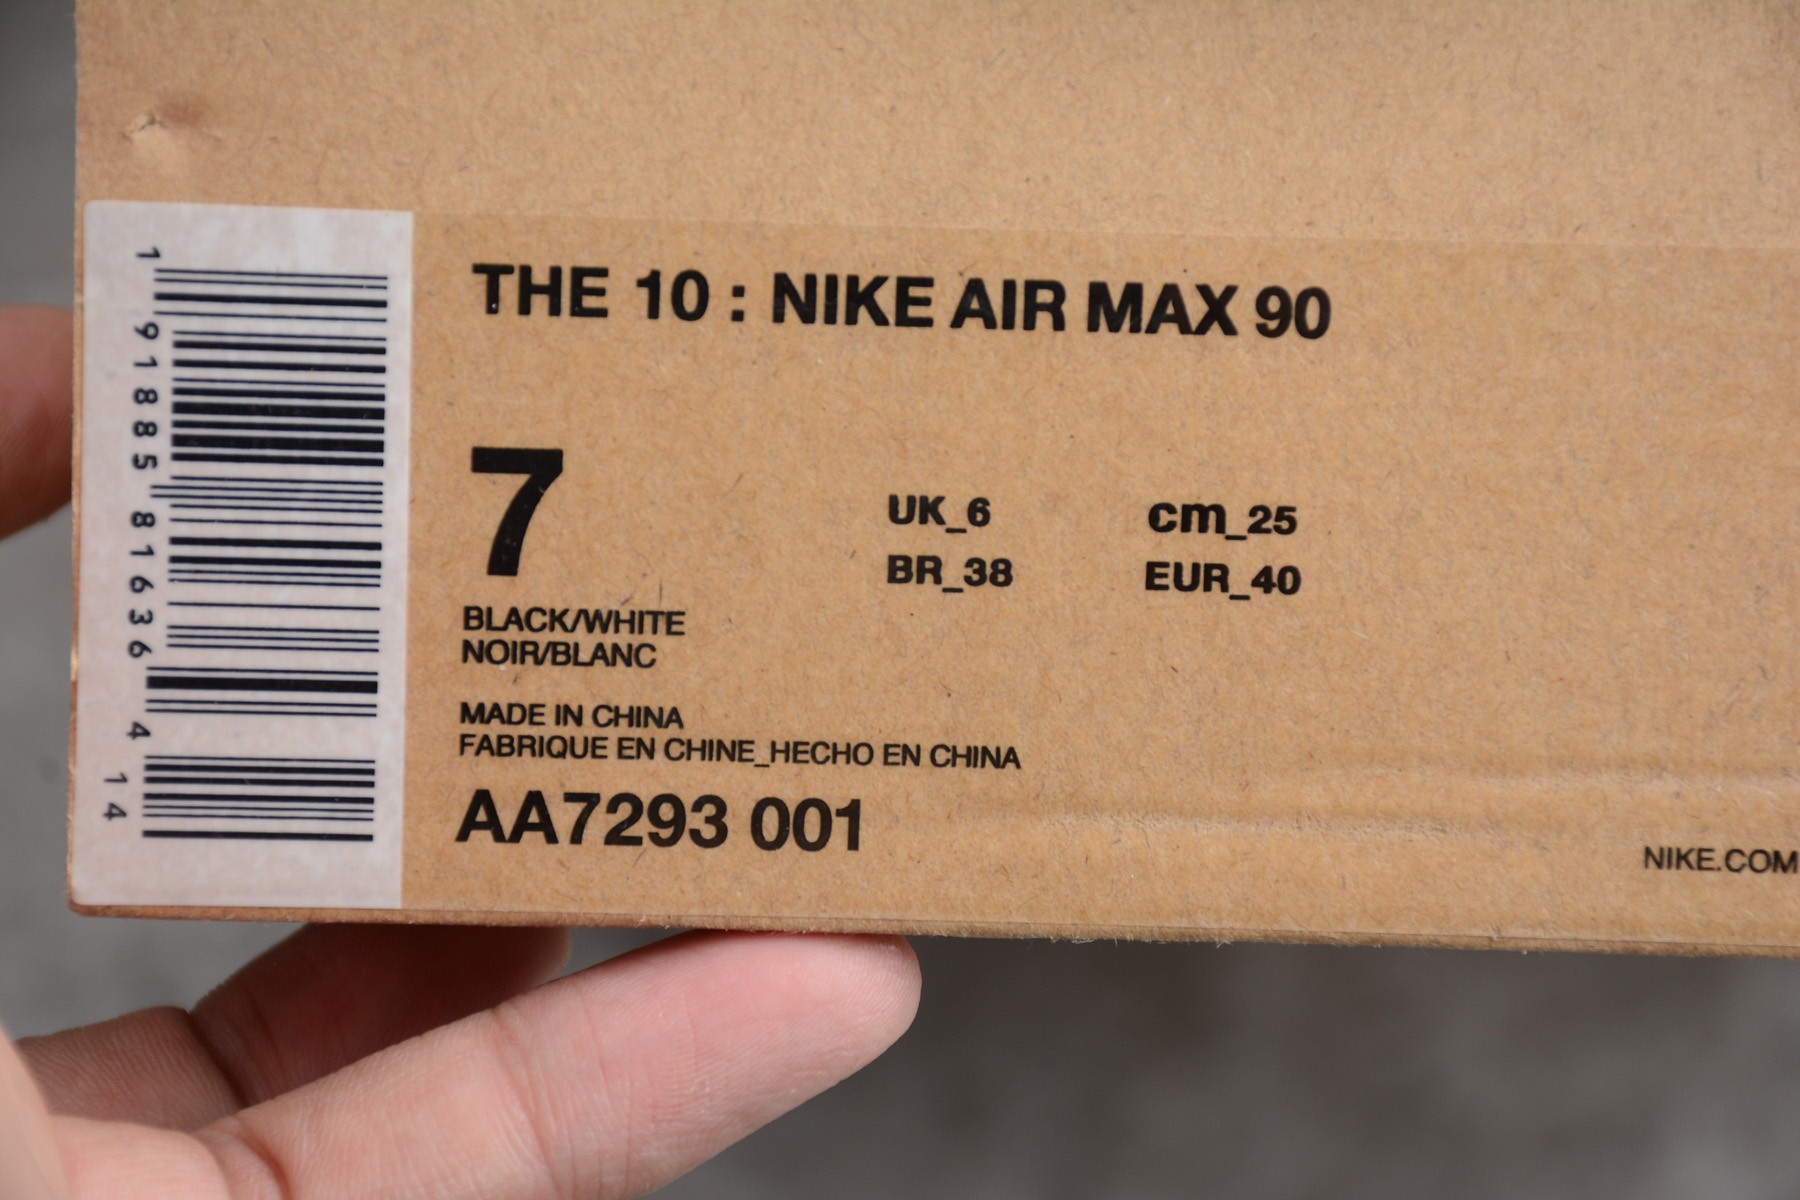 1 91885 81636 4
14
THE 10 : NIKE AIR MAX 90
7
UK_6 cm_25
BR_38 EUR_40
BLACK/WHITE
NOIR/BLANC
MADE IN CHINA
FABRIQUE EN CHINE_HECHO EN CHINA
AA7293 001
NIKE.COM